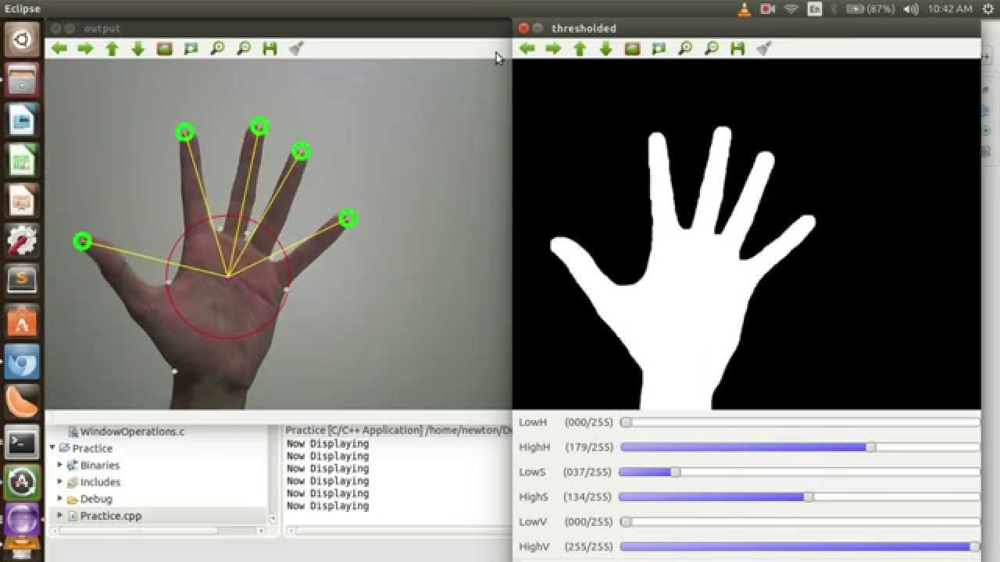 Eclipse
En
(87%)
10:42 AM
output
thresholded
WindowOperations.c
Practice
Binaries
Includes
Debug
Practice.cpp
Practice [C/C++ Application] /home/newton/D
Now Displaying
Now Displaying
Now Displaying
Now Displaying
Now Displaying
Now Displaying
LowH (000/255)
HighH (179/255)
LowS (037/255)
HighS (134/255)
LowV (000/255)
HighV (255/255)